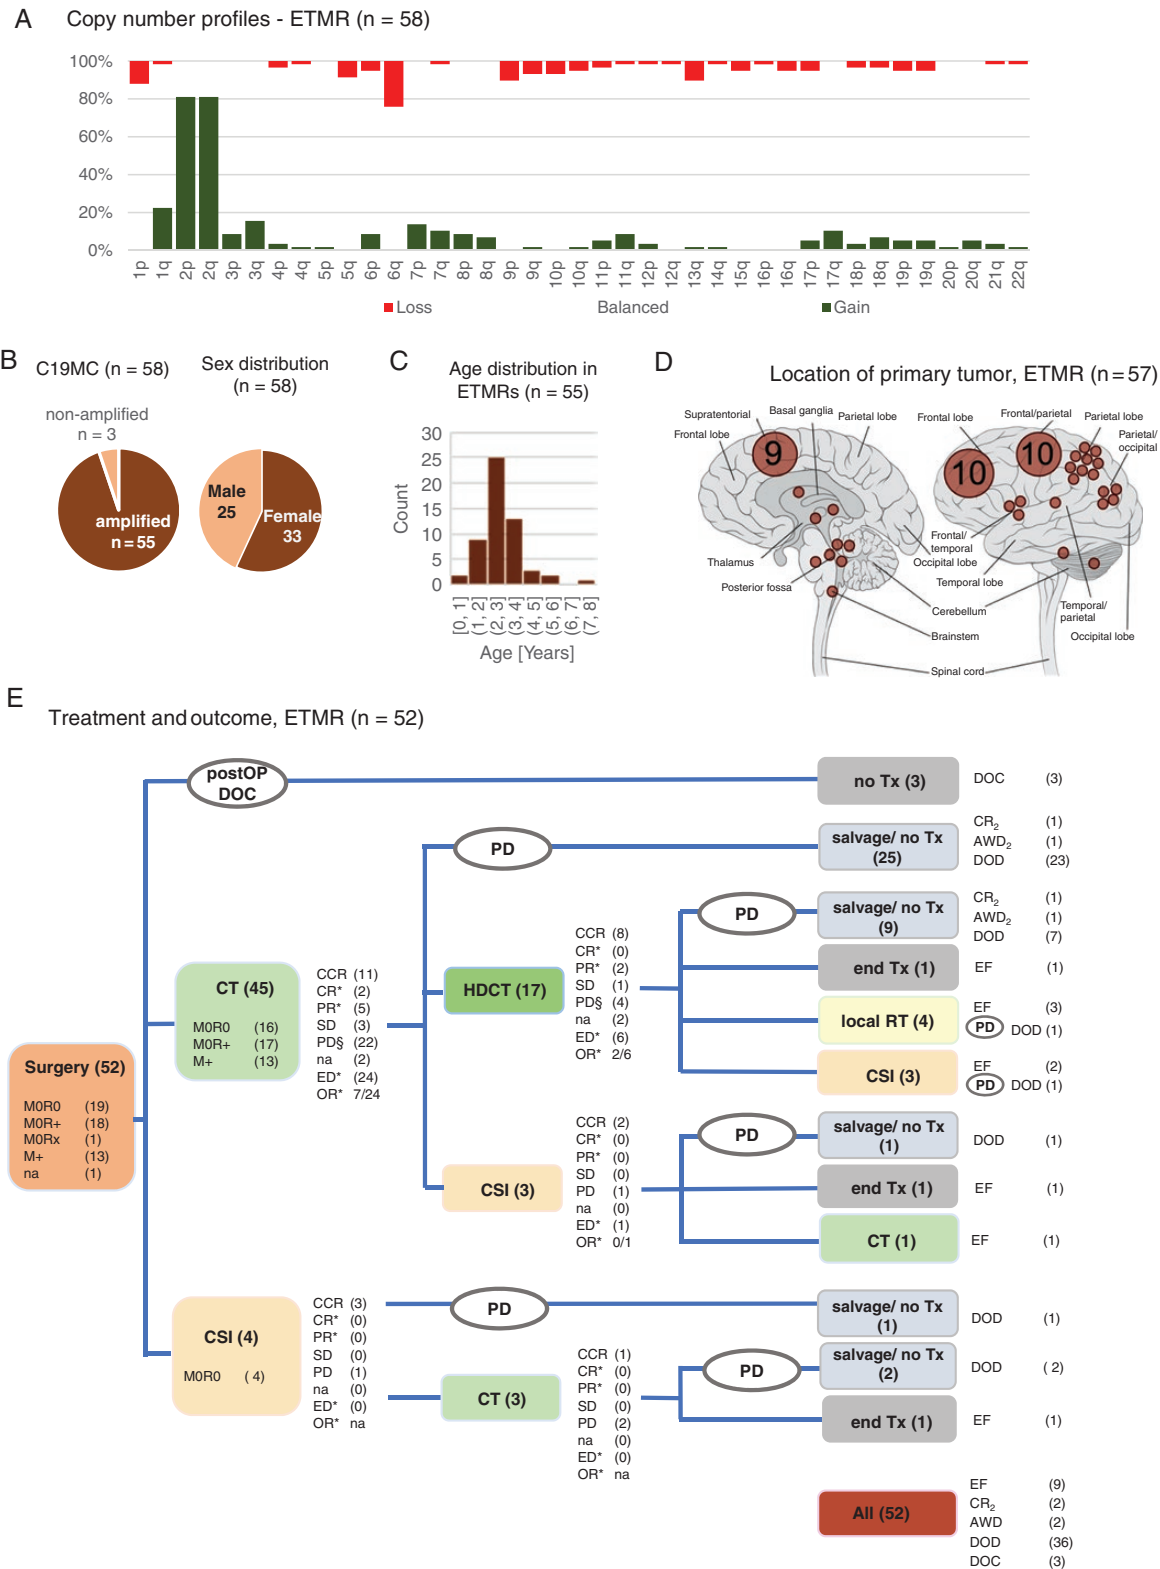 A
Copy number profiles - ETMR (n = 58)
100%
80%
60%
40%
20%
0%
1p 1q 2p 2q 3p 3q 4p 4q 5p 5q 6p 6q 7p 7q 8p 8q 9p 9q 10p 10q 11p 11q 12p 12q 13q 14q 15q 16p 16q 17p 17q 18p 18q 19p 19q 20p 20q 21q 22q
Loss Balanced Gain
B
C19MC (n = 58)
non-amplified
n = 3
amplified
n = 55
Sex distribution
(n = 58)
Male
25
Female
33
C
Age distribution in
ETMRs (n = 55)
Count
30
25
20
15
10
5
0
[0, 1] (1, 2] (2, 3] (3, 4] (4, 5] (5, 6] (6, 7] (7, 8]
Age [Years]
D
Location of primary tumor, ETMR (n = 57)
Supratentorial
Basal ganglia
Parietal lobe
Frontal lobe
9
Thalamus
Posterior fossa
Occipital lobe
Cerebellum
Brainstem
Spinal cord
Frontal lobe
Frontal/parietal
Parietal lobe
Parietal/
occipital
10
10
Frontal/
temporal
Temporal lobe
Temporal/
parietal
Occipital lobe
E
Treatment and outcome, ETMR (n = 52)
Surgery (52)
M0R0 (19)
M0R+ (18)
M0Rx (1)
M+ (13)
na (1)
postOP
DOC
no Tx (3)
DOC (3)
CT (45)
M0R0 (16)
M0R+ (17)
M+ (13)
CCR (11)
CR* (2)
PR* (5)
SD (3)
PD§ (22)
na (2)
ED* (24)
OR* 7/24
PD
salvage/ no Tx
(25)
CR2 (1)
AWD2 (1)
DOD (23)
HDCT (17)
CCR (8)
CR* (0)
PR* (2)
SD (1)
PD§ (4)
na (2)
ED* (6)
OR* 2/6
PD
salvage/ no Tx
(9)
CR2 (1)
AWD2 (1)
DOD (7)
end Tx (1)
EF (1)
local RT (4)
EF (3)
PD DOD (1)
CSI (3)
EF (2)
PD DOD (1)
CSI (3)
CCR (2)
CR* (0)
PR* (0)
SD (0)
PD (1)
na (0)
ED* (1)
OR* 0/1
PD
salvage/ no Tx
(1)
DOD (1)
end Tx (1)
EF (1)
CT (1)
EF (1)
CSI (4)
M0R0 ( 4)
CCR (3)
CR* (0)
PR* (0)
SD (0)
PD (1)
na (0)
ED* (0)
OR* na
PD
salvage/ no Tx
(1)
DOD (1)
CT (3)
CCR (1)
CR* (0)
PR* (0)
SD (0)
PD (2)
na (0)
ED* (0)
OR* na
PD
salvage/ no Tx
(2)
DOD ( 2)
end Tx (1)
EF (1)
All (52)
EF (9)
CR2 (2)
AWD (2)
DOD (36)
DOC (3)